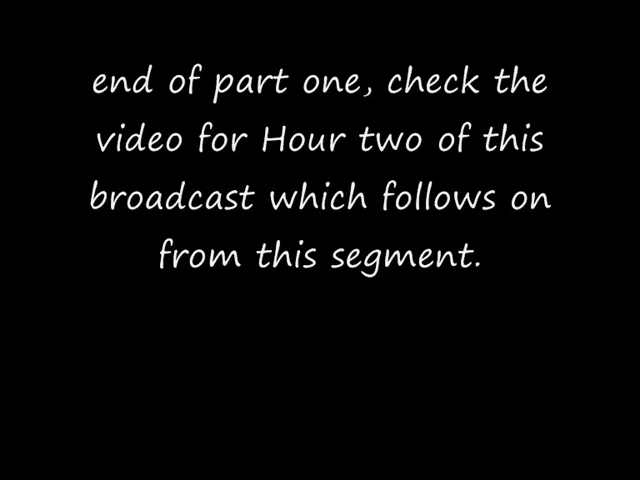 end of part one, check the
video for Hour two of this
broadcast which follows on
from this segment.